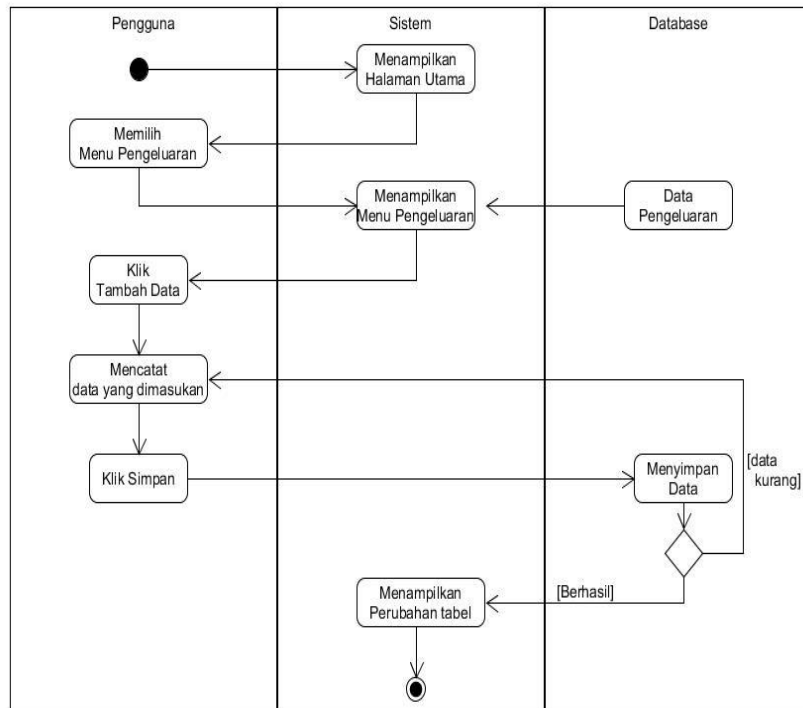 Pengguna
Sistem
Database
Menampilkan
Halaman Utama
Memilih
Menu Pengeluaran
Menampilkan
Menu Pengeluaran
Data
Pengeluaran
Klik
Tambah Data
Mencatat
data yang dimasukan
Klik Simpan
Menyimpan
Data
[data
kurang]
[Berhasil]
Menampilkan
Perubahan tabel